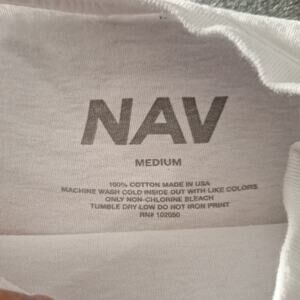 NAV
MEDIUM
100% COTTON MADE IN USA
MACHINE WASH COLD INSIDE OUT WITH LIKE COLORS
ONLY NON-CHLORINE BLEACH
TUMBLE DRY LOW DO NOT IRON PRINT
RN# 102050